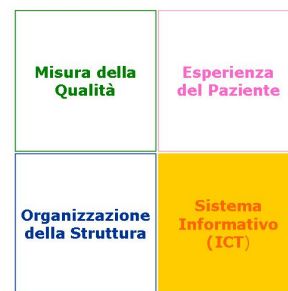 Misura della
Qualità
Esperienza
del Paziente
Organizzazione
della Struttura
Sistema
Informativo
(ICT)